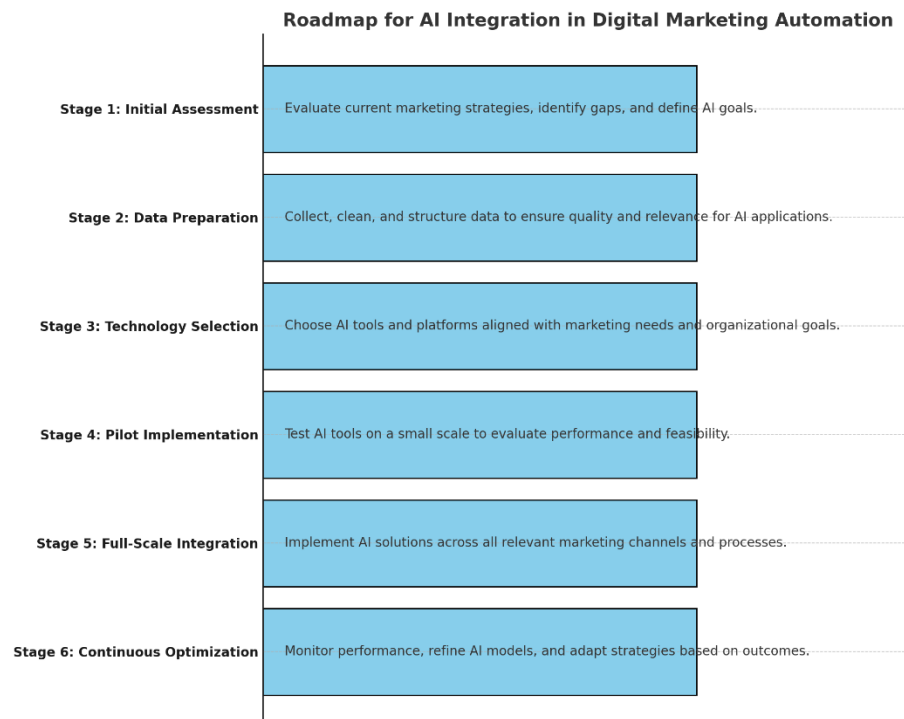 Roadmap for AI Integration in Digital Marketing Automation
Stage 1: Initial Assessment
Evaluate current marketing strategies, identify gaps, and define AI goals.
Stage 2: Data Preparation
Collect, clean, and structure data to ensure quality and relevance for AI applications.
Stage 3: Technology Selection
Choose AI tools and platforms aligned with marketing needs and organizational goals.
Stage 4: Pilot Implementation
Test AI tools on a small scale to evaluate performance and feasibility.
Stage 5: Full-Scale Integration
Implement AI solutions across all relevant marketing channels and processes.
Stage 6: Continuous Optimization
Monitor performance, refine AI models, and adapt strategies based on outcomes.